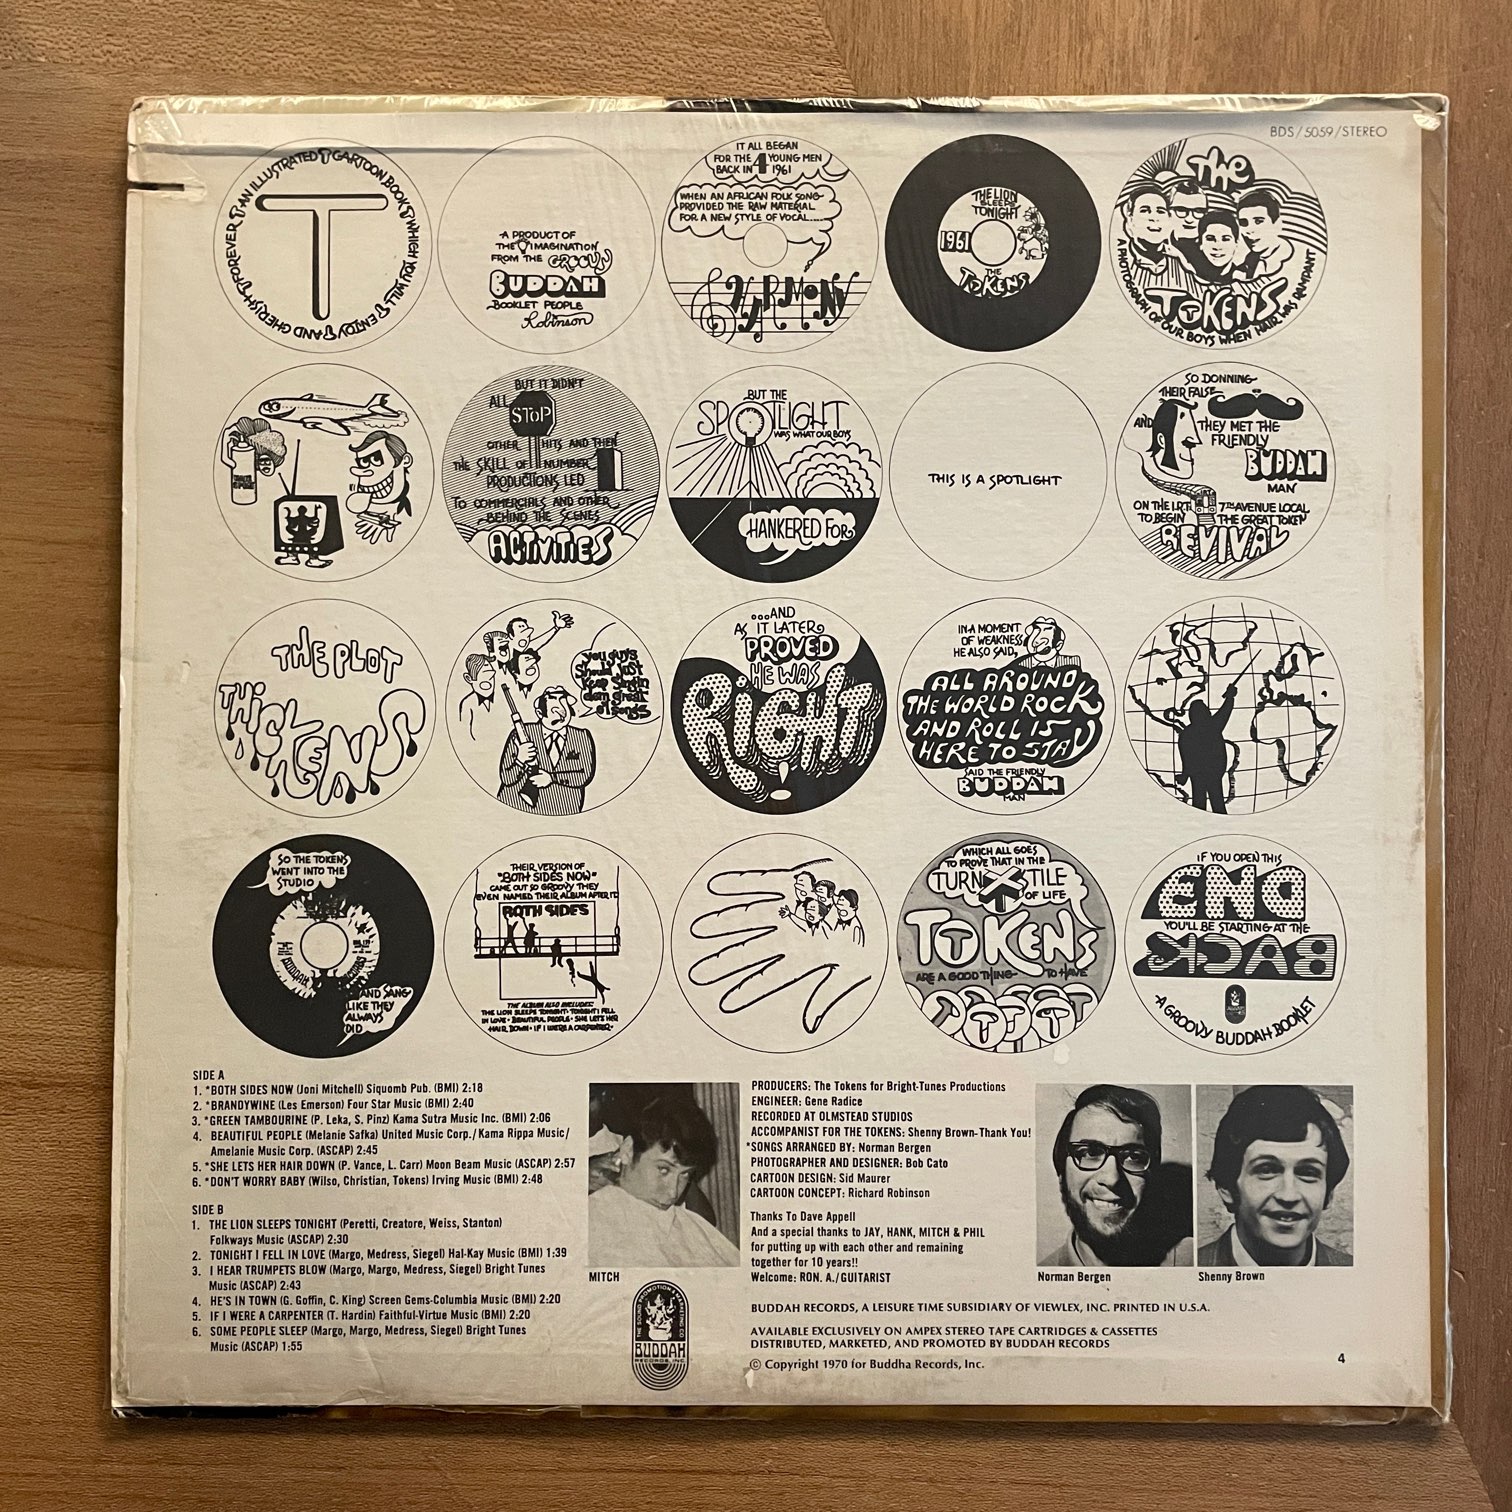 BDS/5059/STEREO
T AN ILLUSTRATED T CARTOON BOOK T WHICH YOU WILL T ENJOY T AND CHERISH T FOREVER
T
A PRODUCT OF
THE IMAGINATION
FROM THE GROOVY
BUDDAH
BOOKLET PEOPLE
Robinson
IT ALL BEGAN
FOR THE 4 YOUNG MEN
BACK IN 1961
WHEN AN AFRICAN FOLK SONG
PROVIDED THE RAW MATERIAL
FOR A NEW STYLE OF VOCAL....
HARMONY
THE LION
SLEEPS
TONIGHT
1961
THE
TOKENS
THE
TOKENS
A PHOTOGRAPH OF OUR BOYS WHEN HAIR WAS RAMPANT
BUT IT DIDN'T
ALL STOP
OTHER HITS AND THEN
THE SKILL OF NUMBER
PRODUCTIONS LED
TO COMMERCIALS AND OTHER
BEHIND THE SCENES
ACTIVITIES
BUT THE
SPOTLIGHT
WAS WHAT OUR BOYS
HANKERED FOR
THIS IS A SPOTLIGHT
SO DONNING
THEIR FALSE
AND THEY MET THE
FRIENDLY
BUDDAH
MAN
ON THE I.R.T. 7TH AVENUE LOCAL
TO BEGIN THE GREAT TOKEN
REVIVAL
THE PLOT
THICKENS
you guys
Should Just
Keep Singin
dem great
ol songs
...AND
AS IT LATER
PROVED
HE WAS
RIGHT!
IN A MOMENT
OF WEAKNESS
HE ALSO SAID,
ALL AROUND
THE WORLD ROCK
AND ROLL IS
HERE TO STAY
SAID THE FRIENDLY
BUDDAH
MAN
SO THE TOKENS
WENT INTO THE
STUDIO
BUDDAH
AND SANG
LIKE THEY
ALWAYS
DID
THEIR VERSION OF
"BOTH SIDES NOW"
CAME OUT SO GROOVY THEY
EVEN NAMED THEIR ALBUM AFTER IT
BOTH SIDES
THE ALBUM ALSO INCLUDES:
THE LION SLEEPS TONIGHT · TONIGHT I FELL
IN LOVE · BEAUTIFUL PEOPLE · SHE LETS HER
HAIR DOWN · IF I WERE A CARPENTER ·
WHICH ALL GOES
TO PROVE THAT IN THE
TURNXSTILE
OF LIFE
TOKENS
ARE A GOOD THING TO HAVE
T T T T T T
IF YOU OPEN THIS
END
YOU'LL BE STARTING AT THE
BACK
A GROOVY BUDDAH BOOKLET
SIDE A
1. *BOTH SIDES NOW (Joni Mitchell) Siquomb Pub. (BMI) 2:18
2. *BRANDYWINE (Les Emerson) Four Star Music (BMI) 2:40
3. *GREEN TAMBOURINE (P. Leka, S. Pinz) Kama Sutra Music Inc. (BMI) 2:06
4. BEAUTIFUL PEOPLE (Melanie Safka) United Music Corp./Kama Rippa Music/
Amelanie Music Corp. (ASCAP) 2:45
5. *SHE LETS HER HAIR DOWN (P. Vance, L. Carr) Moon Beam Music (ASCAP) 2:57
6. *DON'T WORRY BABY (Wilso, Christian, Tokens) Irving Music (BMI) 2:48
SIDE B
1. THE LION SLEEPS TONIGHT (Peretti, Creatore, Weiss, Stanton)
Folkways Music (ASCAP) 2:30
2. TONIGHT I FELL IN LOVE (Margo, Medress, Siegel) Hal-Kay Music (BMI) 1:39
3. I HEAR TRUMPETS BLOW (Margo, Margo, Medress, Siegel) Bright Tunes
Music (ASCAP) 2:43
4. HE'S IN TOWN (G. Goffin, C. King) Screen Gems-Columbia Music (BMI) 2:20
5. IF I WERE A CARPENTER (T. Hardin) Faithful-Virtue Music (BMI) 2:20
6. SOME PEOPLE SLEEP (Margo, Margo, Medress, Siegel) Bright Tunes
Music (ASCAP) 1:55
MITCH
BUDDAH
RECORDS, INC.
PRODUCERS: The Tokens for Bright-Tunes Productions
ENGINEER: Gene Radice
RECORDED AT OLMSTEAD STUDIOS
ACCOMPANIST FOR THE TOKENS: Shenny Brown-Thank You!
*SONGS ARRANGED BY: Norman Bergen
PHOTOGRAPHER AND DESIGNER: Bob Cato
CARTOON DESIGN: Sid Maurer
CARTOON CONCEPT: Richard Robinson
Thanks To Dave Appell
And a special thanks to JAY, HANK, MITCH & PHIL
for putting up with each other and remaining
together for 10 years!!
Welcome: RON. A./GUITARIST
Norman Bergen
Shenny Brown
BUDDAH RECORDS, A LEISURE TIME SUBSIDIARY OF VIEWLEX, INC. PRINTED IN U.S.A.
AVAILABLE EXCLUSIVELY ON AMPEX STEREO TAPE CARTRIDGES & CASSETTES
DISTRIBUTED, MARKETED, AND PROMOTED BY BUDDAH RECORDS
© Copyright 1970 for Buddha Records, Inc.
4